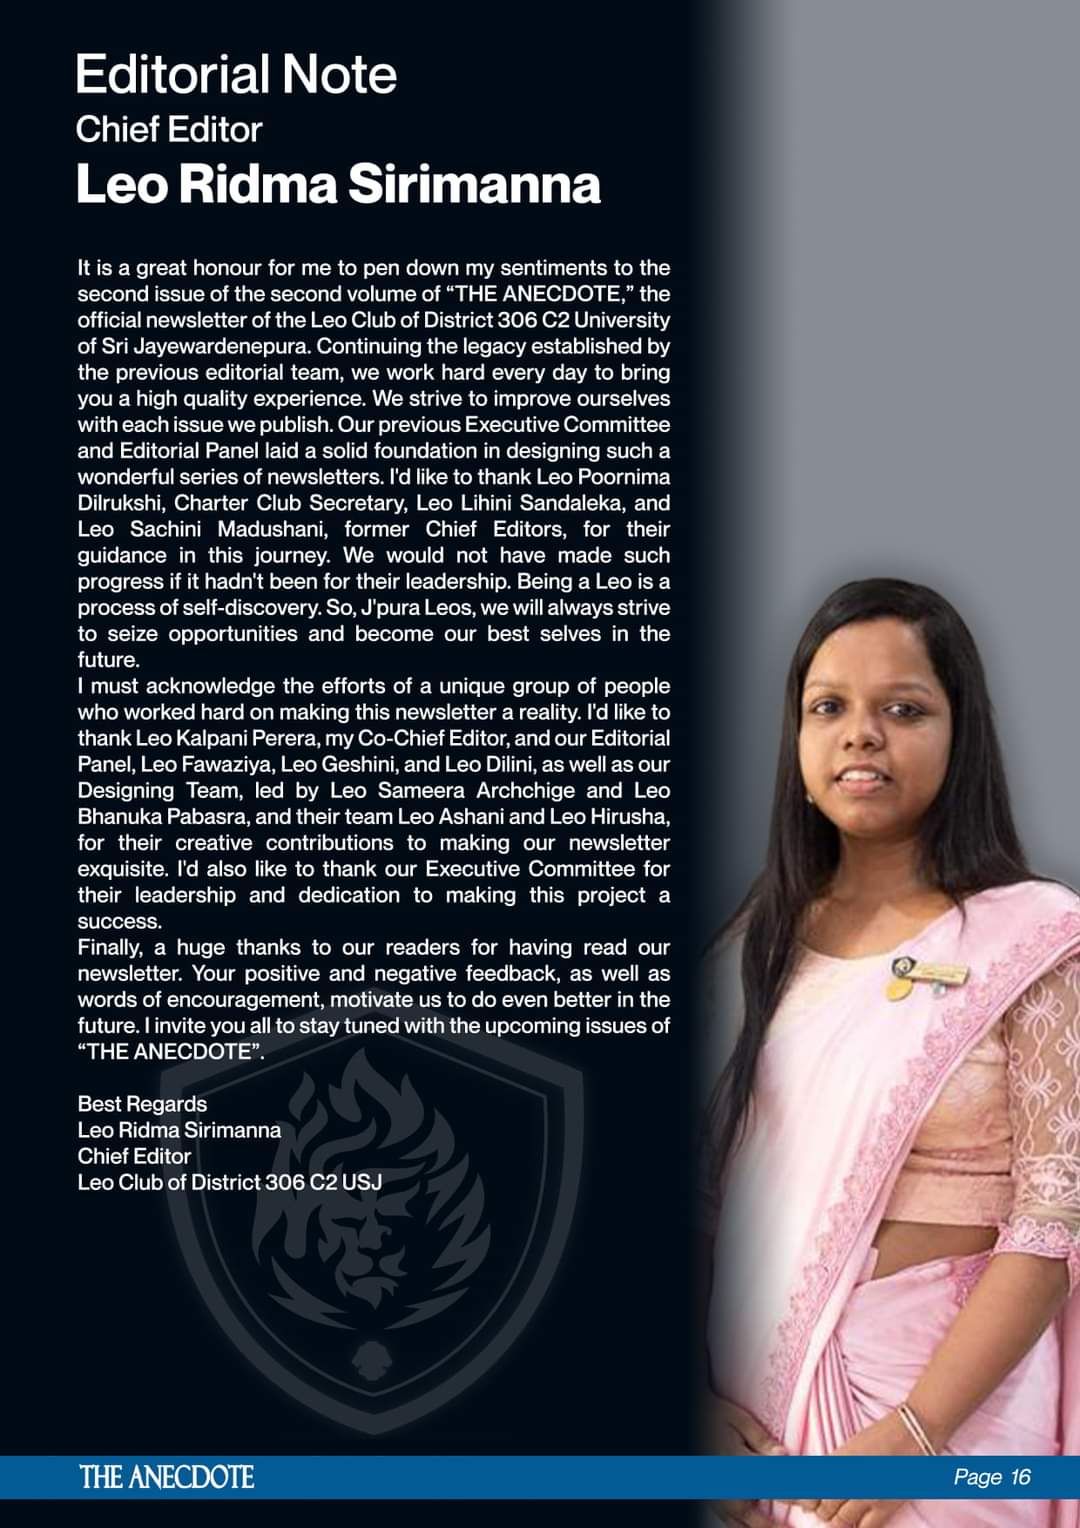 Editorial Note
Chief Editor
Leo Ridma Sirimanna
It is a great honour for me to pen down my sentiments to the
second issue of the second volume of “THE ANECDOTE,” the
official newsletter of the Leo Club of District 306 C2 University
of Sri Jayewardenepura. Continuing the legacy established by
the previous editorial team, we work hard every day to bring
you a high quality experience. We strive to improve ourselves
with each issue we publish. Our previous Executive Committee
and Editorial Panel laid a solid foundation in designing such a
wonderful series of newsletters. I'd like to thank Leo Poornima
Dilrukshi, Charter Club Secretary, Leo Lihini Sandaleka, and
Leo Sachini Madushani, former Chief Editors, for their
guidance in this journey. We would not have made such
progress if it hadn't been for their leadership. Being a Leo is a
process of self-discovery. So, J'pura Leos, we will always strive
to seize opportunities and become our best selves in the
future.
I must acknowledge the efforts of a unique group of people
who worked hard on making this newsletter a reality. I'd like to
thank Leo Kalpani Perera, my Co-Chief Editor, and our Editorial
Panel, Leo Fawaziya, Leo Geshini, and Leo Dilini, as well as our
Designing Team, led by Leo Sameera Archchige and Leo
Bhanuka Pabasra, and their team Leo Ashani and Leo Hirusha,
for their creative contributions to making our newsletter
exquisite. I'd also like to thank our Executive Committee for
their leadership and dedication to making this project a
success.
Finally, a huge thanks to our readers for having read our
newsletter. Your positive and negative feedback, as well as
words of encouragement, motivate us to do even better in the
future. I invite you all to stay tuned with the upcoming issues of
“THE ANECDOTE”.
Best Regards
Leo Ridma Sirimanna
Chief Editor
Leo Club of District 306 C2 USJ
THE ANECDOTE
Page 16